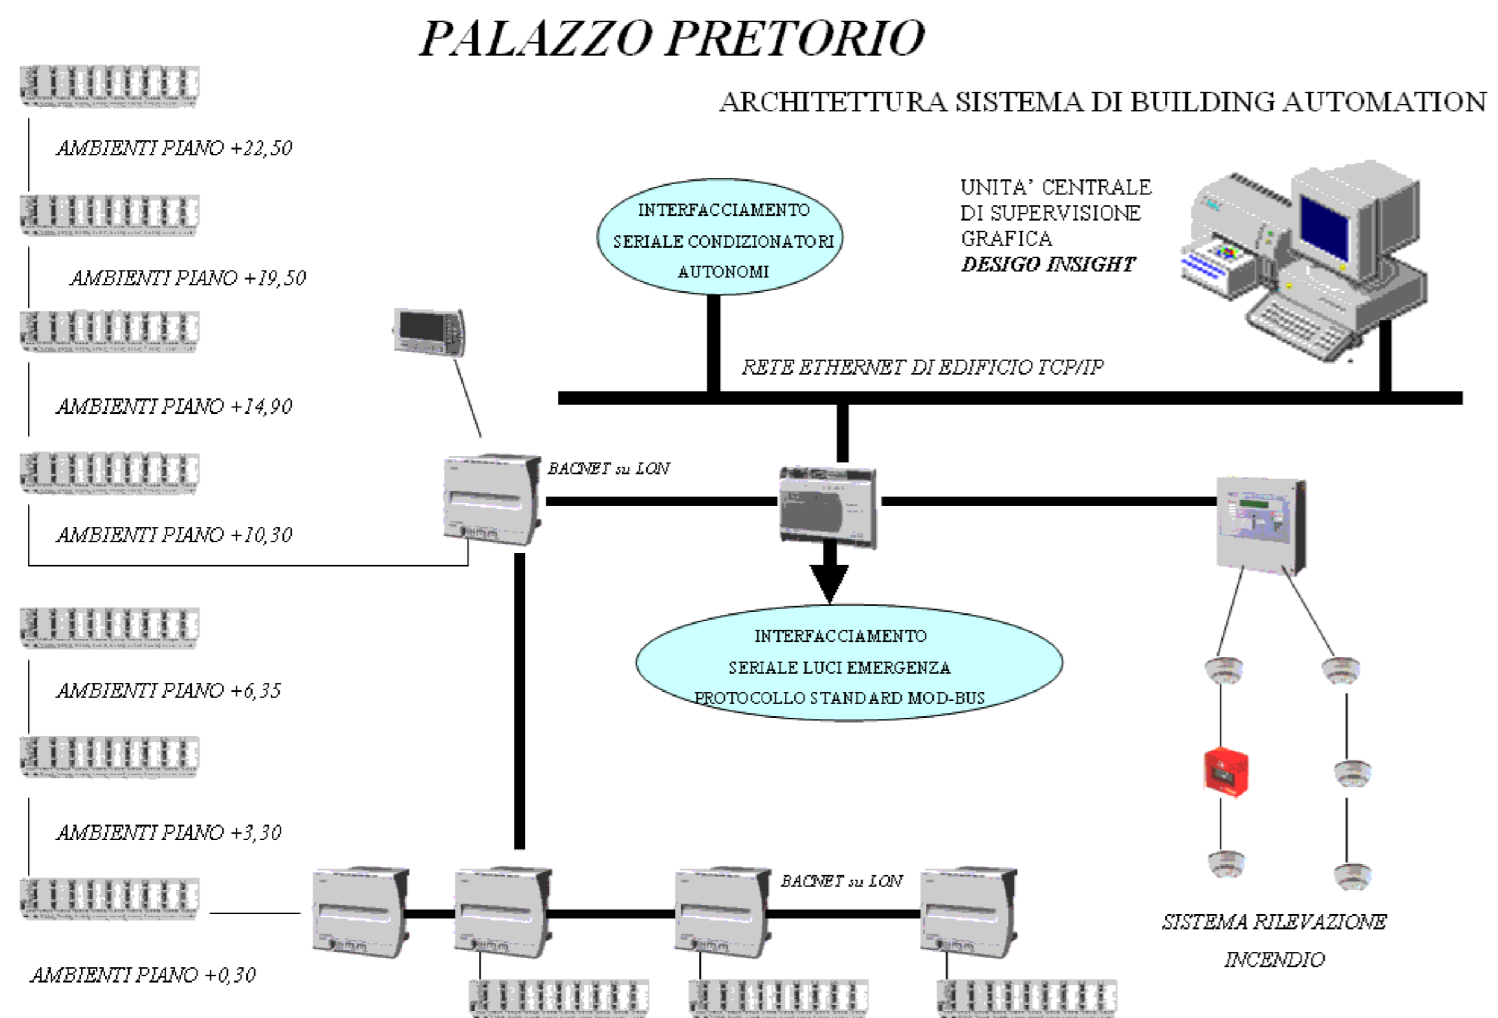 PALAZZO PRETORIO
ARCHITETTURA SISTEMA DI BUILDING AUTOMATION
AMBIENTI PIANO +22,50
UNITA' CENTRALE
DI SUPERVISIONE
GRAFICA
DESIGO INSIGHT
INTERFACCIAMENTO
SERIALE CONDIZIONATORI
AUTONOMI
AMBIENTI PIANO +19,50
RETE ETHERNET DI EDIFICIO TCP/IP
AMBIENTI PIANO +14,90
BACNET su LON
AMBIENTI PIANO +10,30
INTERFACCIAMENTO
SERIALE LUCI EMERGENZA
PROTOCOLLO STANDARD MOD-BUS
AMBIENTI PIANO +6,35
AMBIENTI PIANO +3,30
BACNET su LON
SISTEMA RILEVAZIONE
INCENDIO
AMBIENTI PIANO +0,30